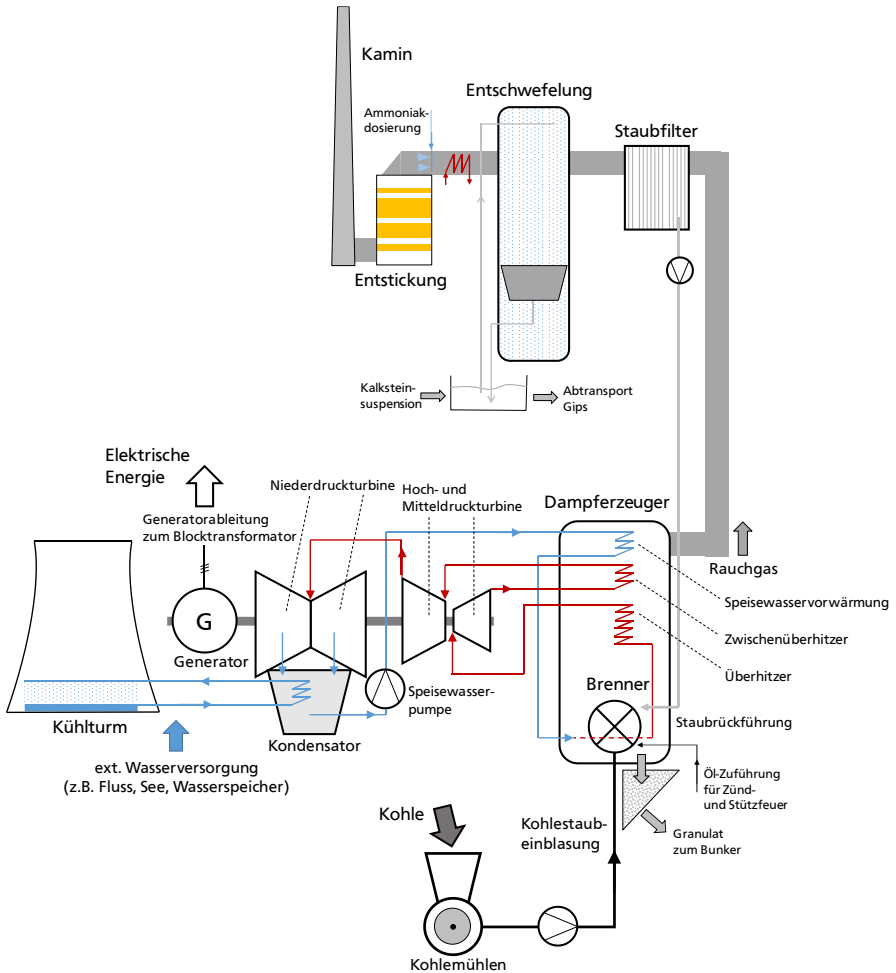 Kamin
Entschwefelung
Ammoniak-
dosierung
Staubfilter
Entstickung
Kalkstein-
suspension
Abtransport
Gips
Elektrische
Energie
Niederdruckturbine
Hoch- und
Mitteldruckturbine
Dampferzeuger
Generatorableitung
zum Blocktransformator
Rauchgas
Speisewasservorwärmung
G
Zwischenüberhitzer
Generator
Überhitzer
Brenner
Speisewasser-
pumpe
Staubrückführung
Kühlturm
Kondensator
ext. Wasserversorgung
(z.B. Fluss, See, Wasserspeicher)
Öl-Zuführung
für Zünd-
und Stützfeuer
Kohle
Kohlestaub-
einblasung
Granulat
zum Bunker
Kohlemühlen